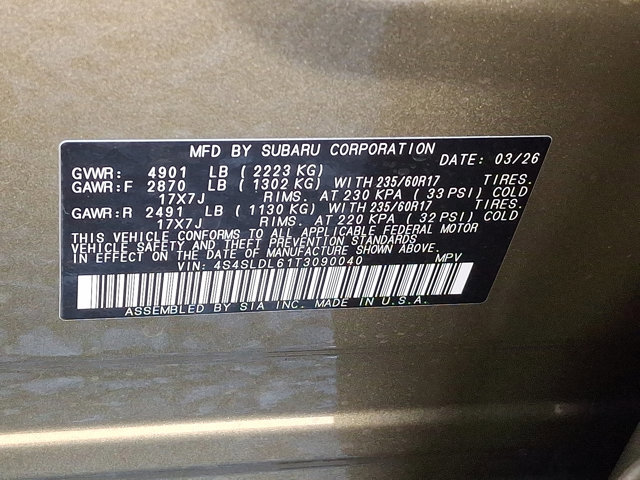 MFD BY SUBARU CORPORATION
DATE: 03/26
GVWR: 4901 LB (2223 KG)
GAWR:F 2870 LB (1302 KG) WITH 235/60R17 TIRES.
17X7J RIMS. AT 230 KPA (33 PSI) COLD
GAWR:R 2491 LB (1130 KG) WITH 235/60R17 TIRES.
17X7J RIMS. AT 220 KPA (32 PSI) COLD
THIS VEHICLE CONFORMS TO ALL APPLICABLE FEDERAL MOTOR
VEHICLE SAFETY AND THEFT PREVENTION STANDARDS
IN EFFECT ON THE DATE OF MANUFACTURE SHOWN ABOVE.
VIN: 4S4SLDL61T3090040 MPV
ASSEMBLED BY SIA INC. MADE IN U.S.A.